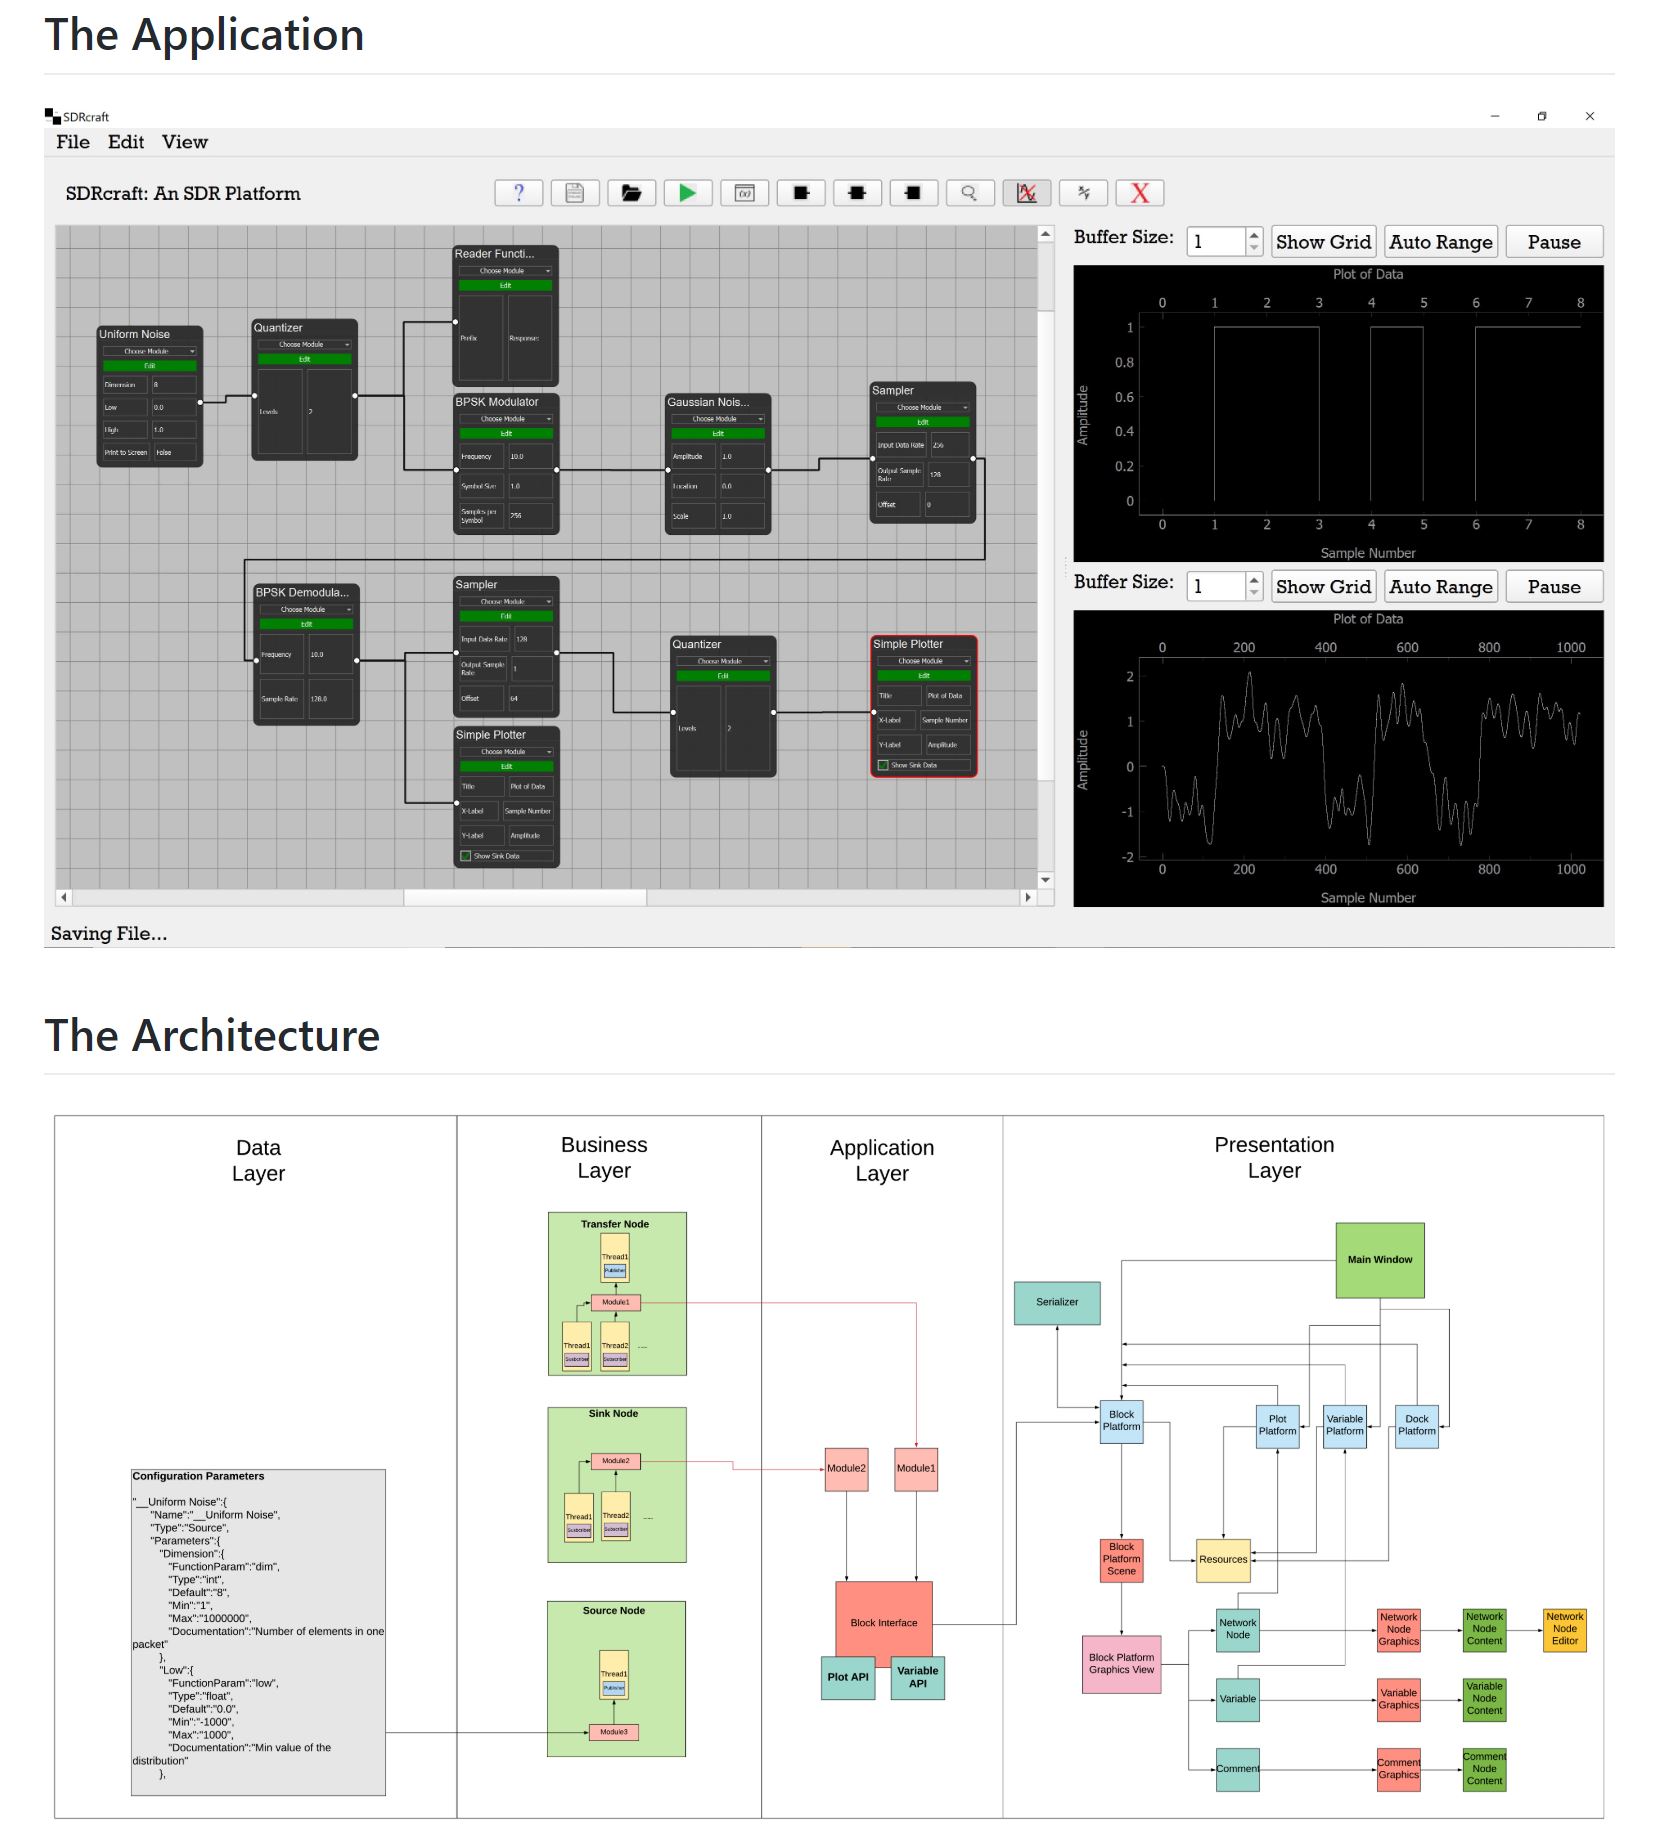 The Application
SDRcraft
File Edit View
SDRcraft: An SDR Platform
? f(x) x/y X
Buffer Size: 1 Show Grid Auto Range Pause
Plot of Data
0 1 2 3 4 5 6 7 8
1
0.8
0.6
0.4
0.2
0
Amplitude
0 1 2 3 4 5 6 7 8
Sample Number
Buffer Size: 1 Show Grid Auto Range Pause
Plot of Data
0 200 400 600 800 1000
2
1
0
-1
-2
Amplitude
0 200 400 600 800 1000
Sample Number
Uniform Noise
Choose Module
Edit
Dimension 8
Low 0.0
High 1.0
Print to Screen False
Quantizer
Choose Module
Edit
Levels 2
Reader Functi...
Choose Module
Edit
Prefix Response:
BPSK Modulator
Choose Module
Edit
Frequency 10.0
Symbol Size 1.0
Samples per
Symbol 256
Gaussian Nois...
Choose Module
Edit
Amplitude 1.0
Location 0.0
Scale 1.0
Sampler
Choose Module
Edit
Input Data Rate 256
Output Sample
Rate 128
Offset 0
BPSK Demodula...
Choose Module
Edit
Frequency 10.0
Sample Rate 128.0
Sampler
Choose Module
Edit
Input Data Rate 128
Output Sample
Rate 1
Offset 64
Simple Plotter
Choose Module
Edit
Title Plot of Data
X-Label Sample Number
Y-Label Amplitude
Show Sink Data
Quantizer
Choose Module
Edit
Levels 2
Simple Plotter
Choose Module
Edit
Title Plot of Data
X-Label Sample Number
Y-Label Amplitude
Show Sink Data
Saving File...
The Architecture
Data
Layer
Configuration Parameters
"__Uniform Noise":{
"Name":"__Uniform Noise",
"Type":"Source",
"Parameters":{
"Dimension":{
"FunctionParam":"dim",
"Type":"int",
"Default":"8",
"Min":"1",
"Max":"1000000",
"Documentation":"Number of elements in one
packet"
},
"Low":{
"FunctionParam":"low",
"Type":"float",
"Default":"0.0",
"Min":"-1000",
"Max":"1000",
"Documentation":"Min value of the
distribution"
},
Business
Layer
Transfer Node
Thread1
Publisher
Module1
Thread1 Thread2 .....
Susbcriber Subscriber
Sink Node
Module2
Thread1 Thread2 .....
Susbcriber Subscriber
Source Node
Thread1
Publisher
Module3
Application
Layer
Module2 Module1
Block Interface
Plot API
Variable
API
Presentation
Layer
Main Window
Serializer
Block
Platform
Plot
Platform
Variable
Platform
Dock
Platform
Block
Platform
Scene
Resources
Block Platform
Graphics View
Network
Node
Network
Node
Graphics
Network
Node
Content
Network
Node
Editor
Variable
Variable
Graphics
Variable
Node
Content
Comment
Comment
Graphics
Comment
Node
Content